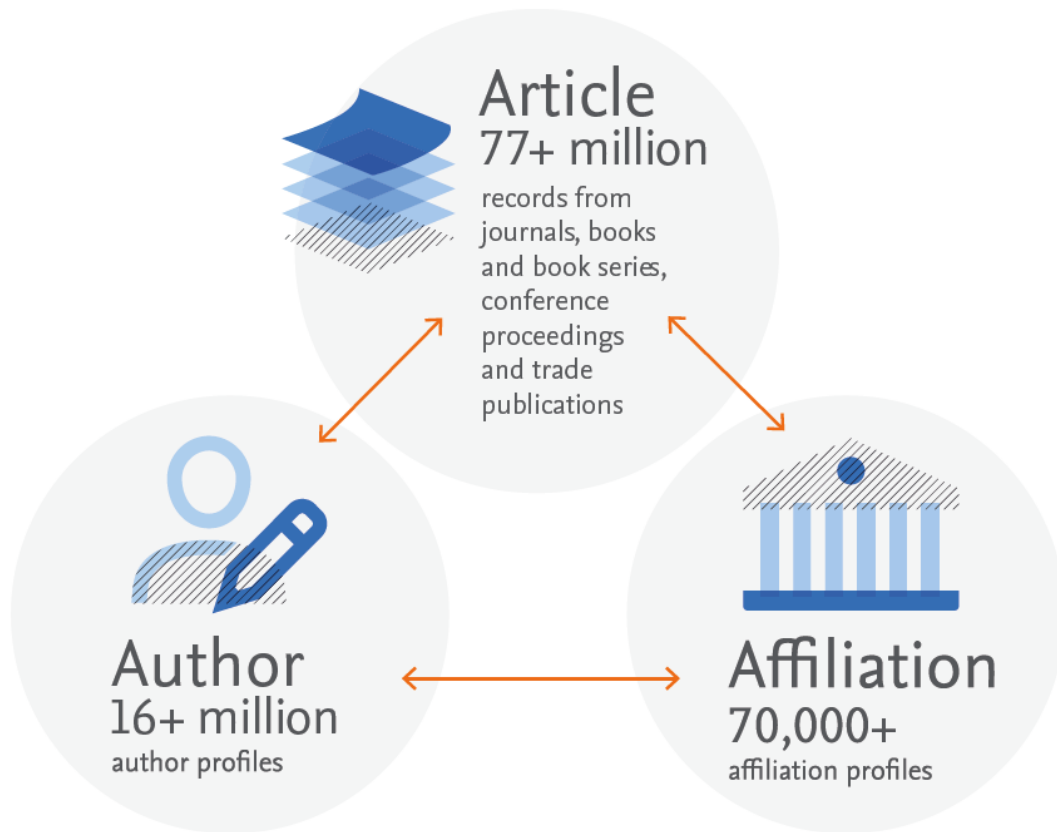 Article
77+ million
records from
journals, books
and book series,
conference
proceedings
and trade
publications
Author
16+ million
author profiles
Affiliation
70,000+
affiliation profiles